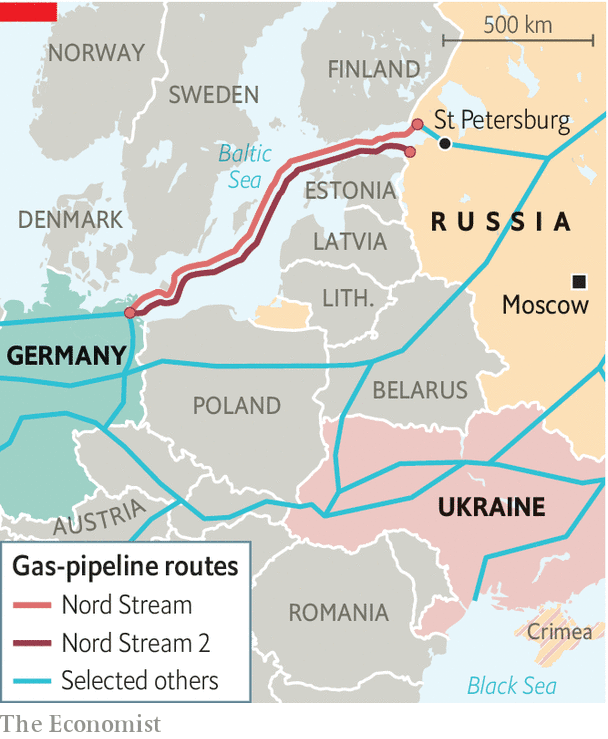 500 km
NORWAY
FINLAND
SWEDEN
St Petersburg
Baltic
Sea
ESTONIA
DENMARK
RUSSIA
LATVIA
LITH.
Moscow
GERMANY
BELARUS
POLAND
UKRAINE
AUSTRIA
Gas-pipeline routes
Nord Stream
Nord Stream 2
Selected others
ROMANIA
Crimea
Black Sea
The Economist